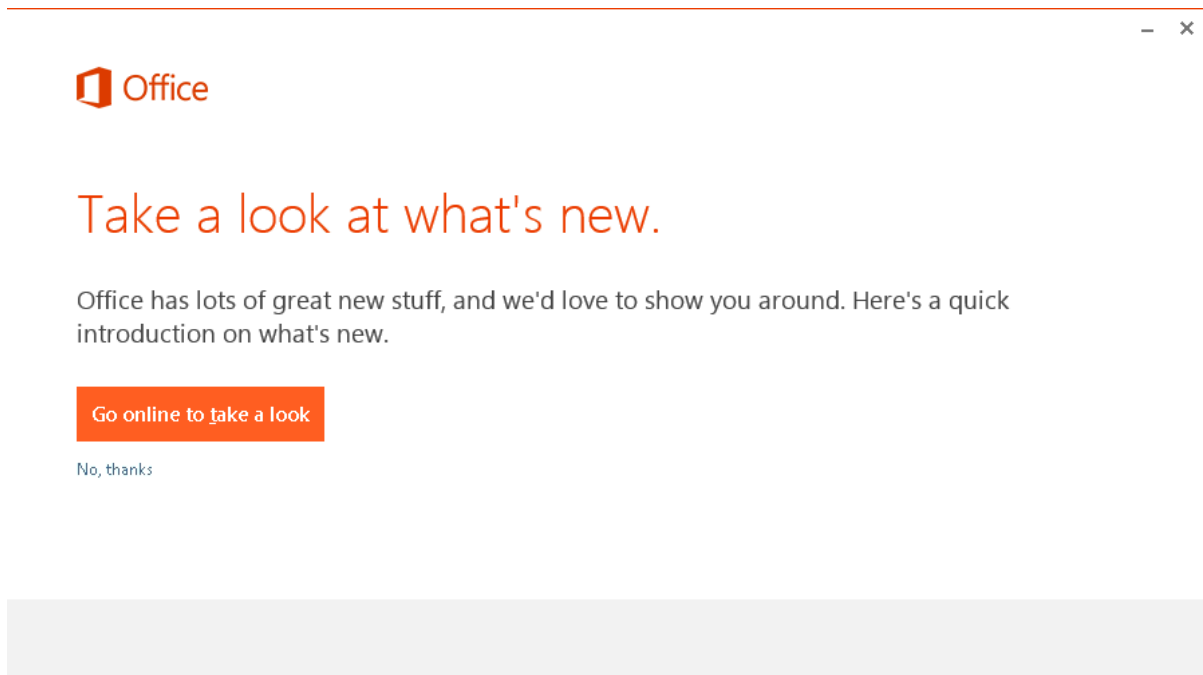 Office
Take a look at what's new.
Office has lots of great new stuff, and we'd love to show you around. Here's a quick
introduction on what's new.
Go online to take a look
No, thanks